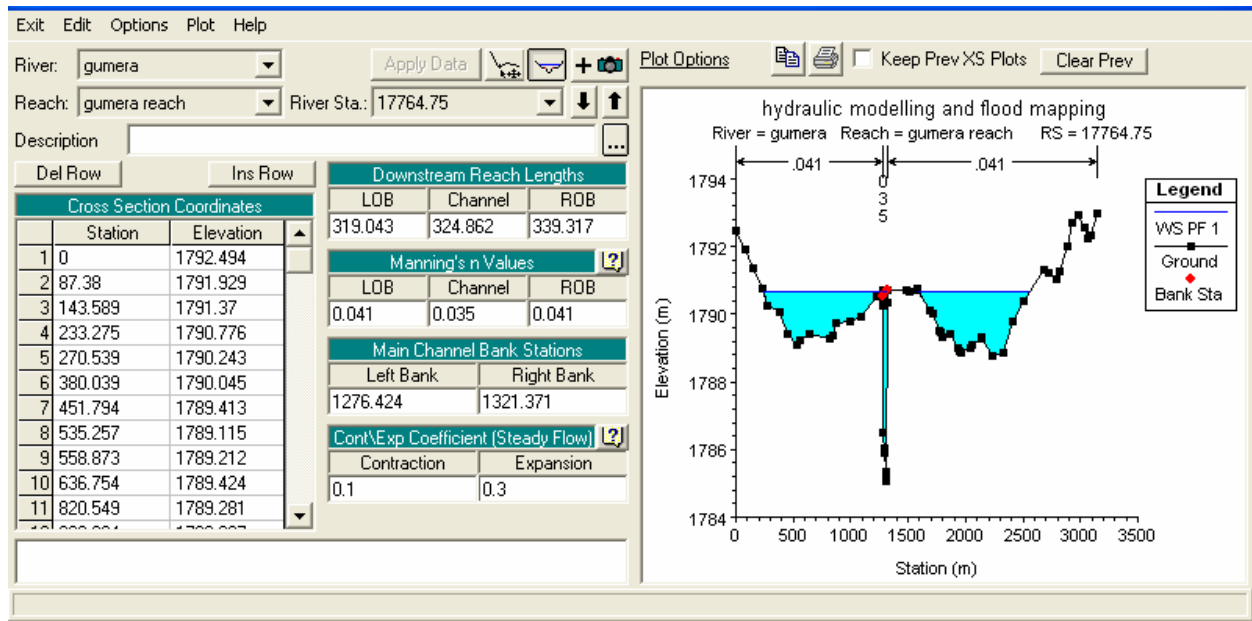 Exit Edit Options Plot Help
River: gumera Apply Data
Reach: gumera reach River Sta.: 17764.75
Description ...
Del Row Ins Row
Cross Section Coordinates
Station Elevation
1 0 1792.494
2 87.38 1791.929
3 143.589 1791.37
4 233.275 1790.776
5 270.539 1790.243
6 380.039 1790.045
7 451.794 1789.413
8 535.257 1789.115
9 558.873 1789.212
10 636.754 1789.424
11 820.549 1789.281
Downstream Reach Lengths
LOB Channel ROB
319.043 324.862 339.317
Manning's n Values
LOB Channel ROB
0.041 0.035 0.041
Main Channel Bank Stations
Left Bank Right Bank
1276.424 1321.371
Cont\Exp Coefficient (Steady Flow)
Contraction Expansion
0.1 0.3
Plot Options Keep Prev XS Plots Clear Prev
hydraulic modelling and flood mapping
River = gumera Reach = gumera reach RS = 17764.75
.041 .041
0
3
5
1794
1792
1790
1788
1786
1784
Elevation (m)
0 500 1000 1500 2000 2500 3000 3500
Station (m)
Legend
WS PF 1
Ground
Bank Sta